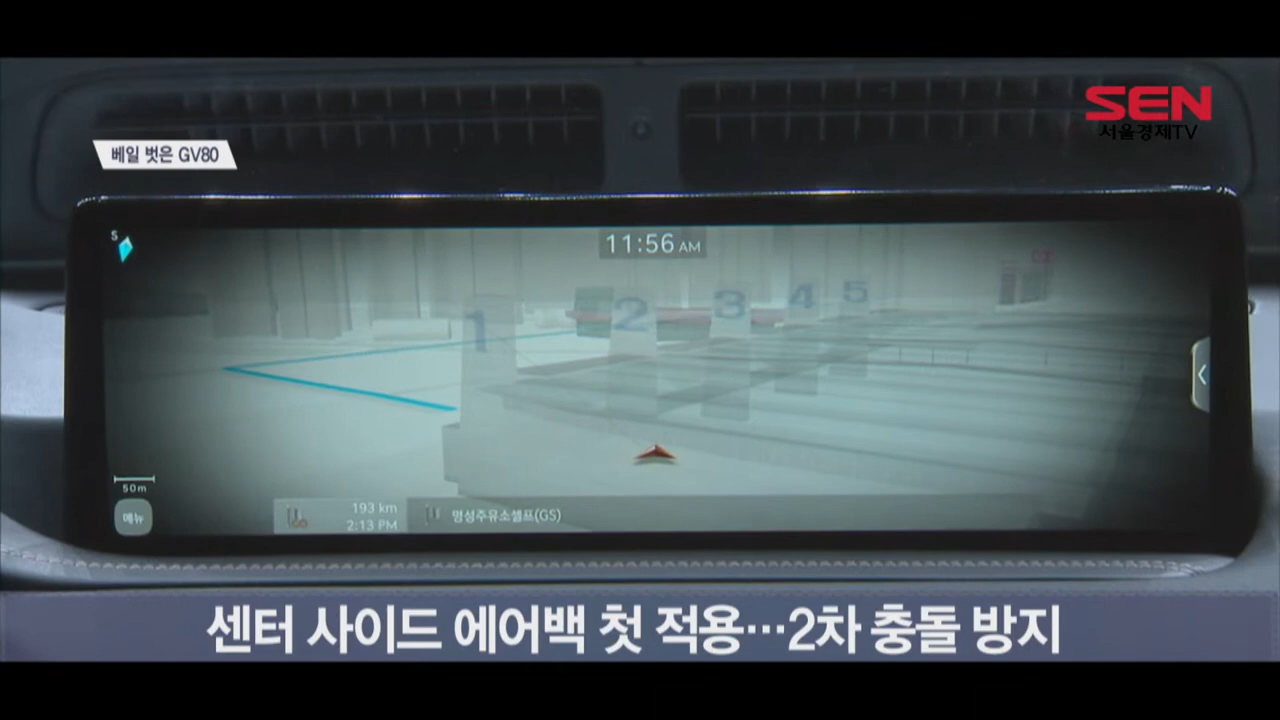 SEN
서울경제TV
베일 벗은 GV80
S
11:56 AM
1 2 3 4 5
50m
메뉴
193 km
2:13 PM
명성주유소셀프(GS)
센터 사이드 에어백 첫 적용…2차 충돌 방지